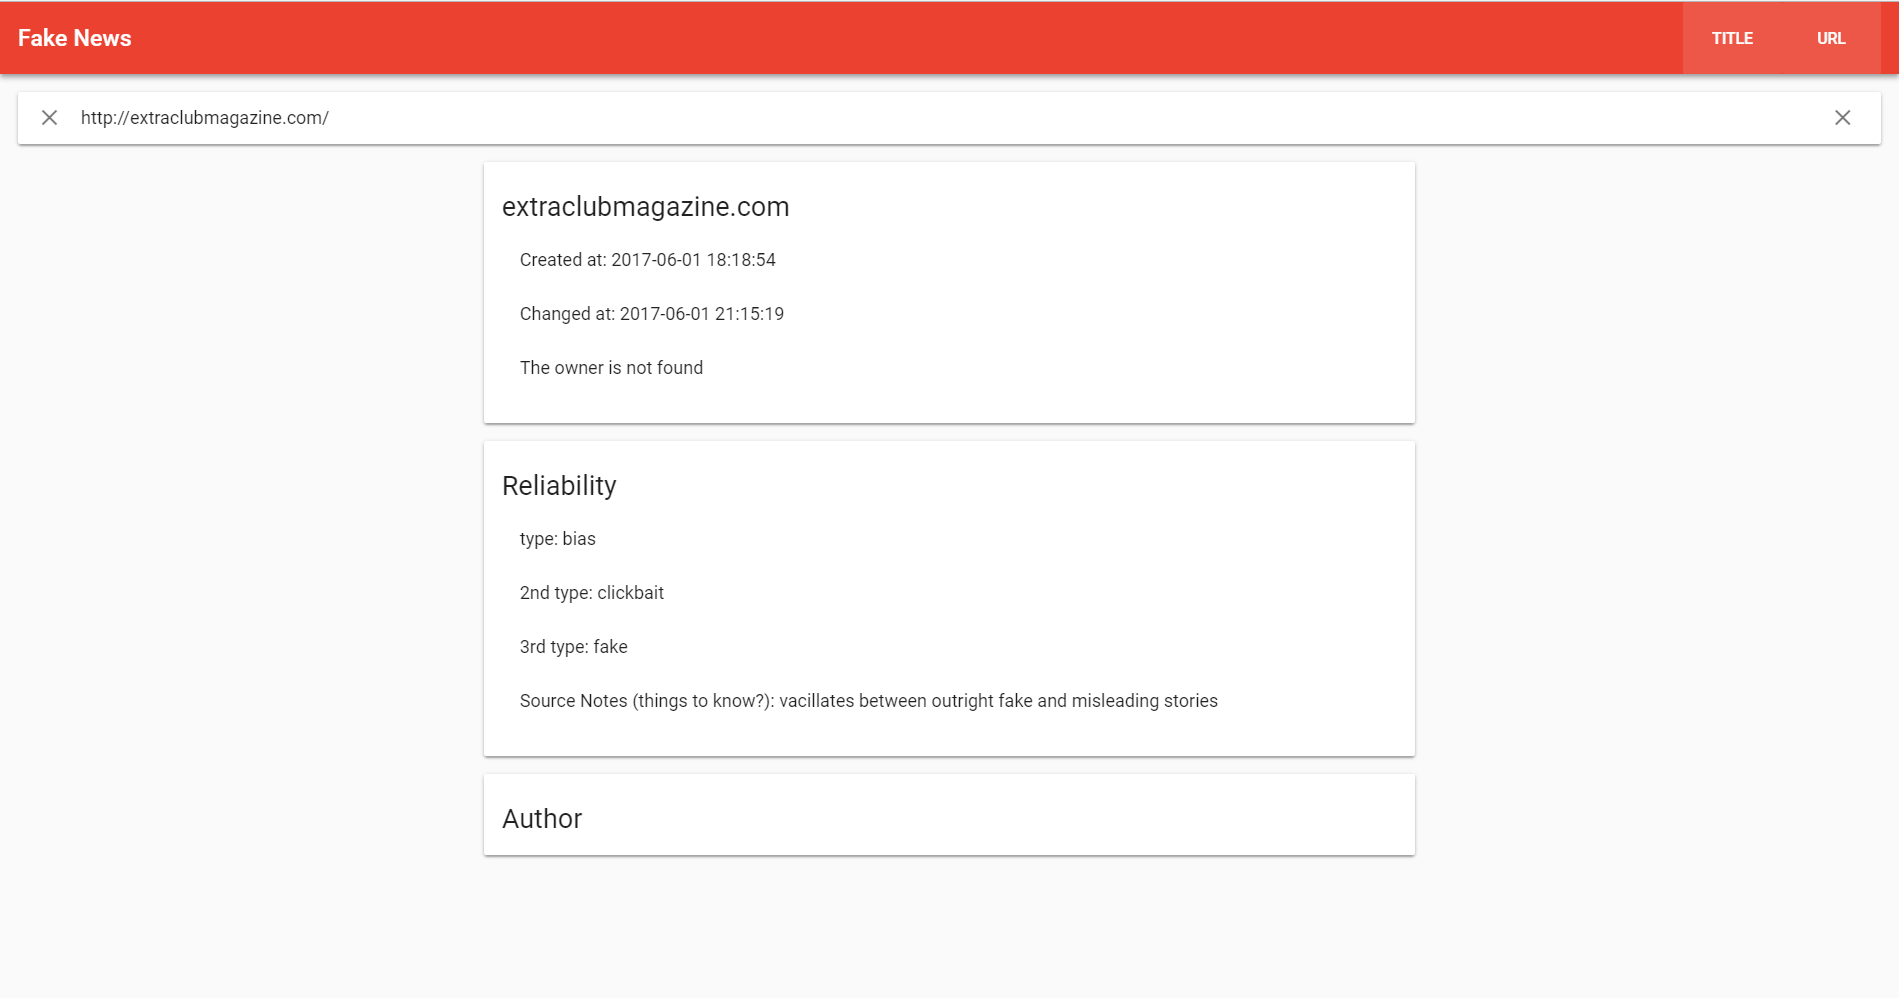 Fake News
TITLE
URL
http://extraclubmagazine.com/
extraclubmagazine.com
Created at: 2017-06-01 18:18:54
Changed at: 2017-06-01 21:15:19
The owner is not found
Reliability
type: bias
2nd type: clickbait
3rd type: fake
Source Notes (things to know?): vacillates between outright fake and misleading stories
Author